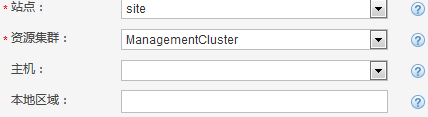 * 站点： site
* 资源集群： ManagementCluster
主机：
本地区域：